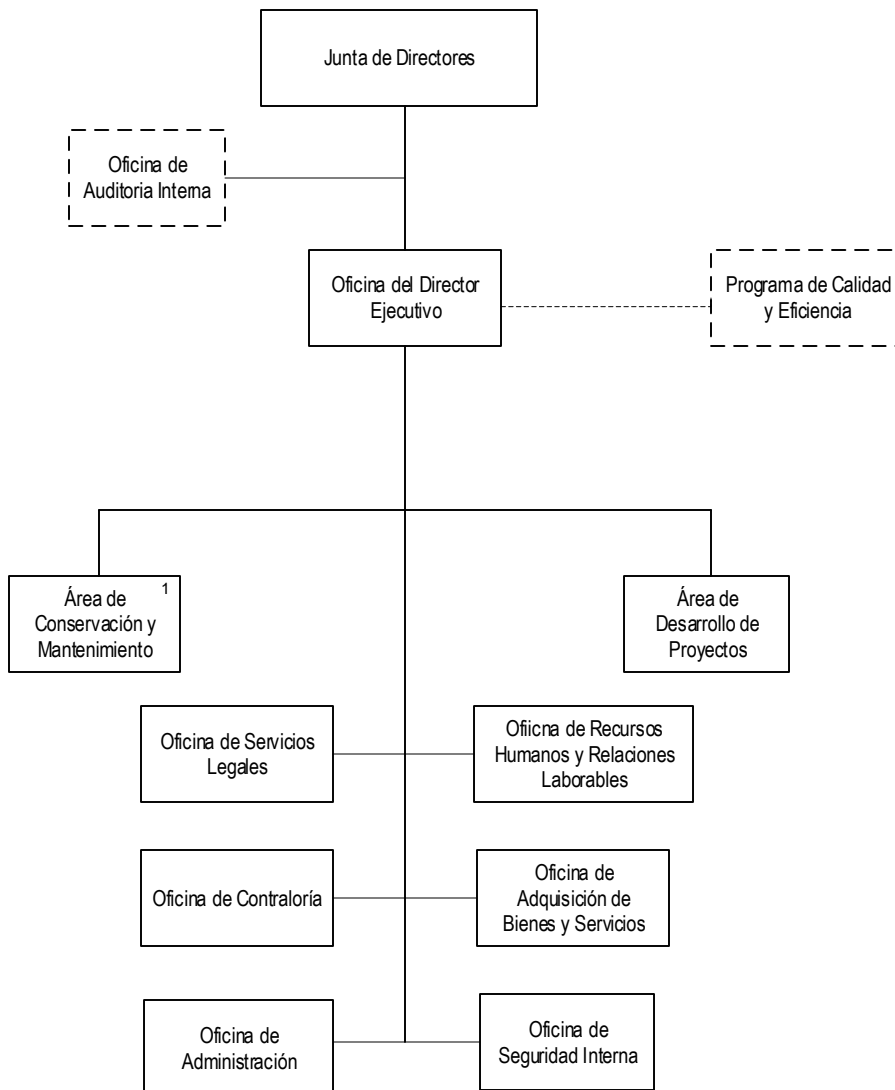 Junta de Directores
Oficina de
Auditoria Interna
Oficina del Director
Ejecutivo
Programa de Calidad
y Eficiencia
Área de 1
Conservación y
Mantenimiento
Área de
Desarrollo de
Proyectos
Oficina de Servicios
Legales
Ofiicna de Recursos
Humanos y Relaciones
Laborables
Oficina de Contraloría
Oficina de
Adquisición de
Bienes y Servicios
Oficina de
Administración
Oficina de
Seguridad Interna